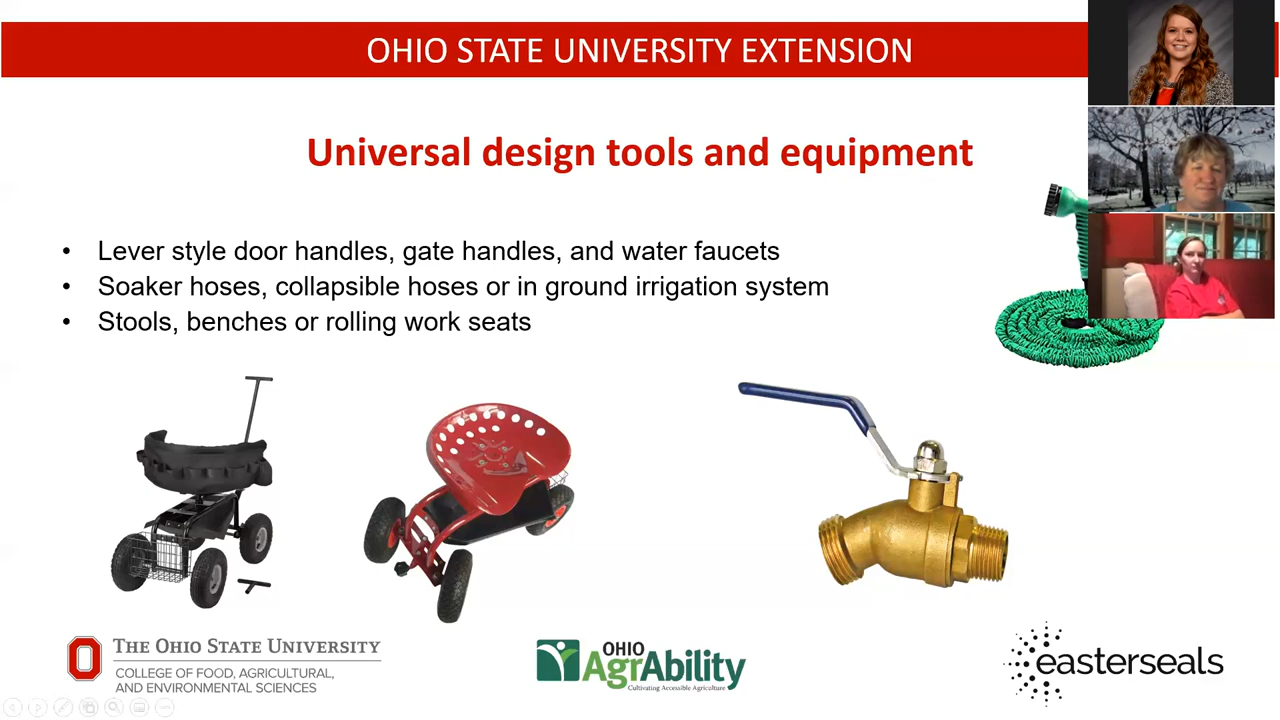 OHIO STATE UNIVERSITY EXTENSION
Universal design tools and equipment
• Lever style door handles, gate handles, and water faucets
• Soaker hoses, collapsible hoses or in ground irrigation system
• Stools, benches or rolling work seats
THE OHIO STATE UNIVERSITY
COLLEGE OF FOOD, AGRICULTURAL,
AND ENVIRONMENTAL SCIENCES
OHIO
AgrAbility
Cultivating Accessible Agriculture
easterseals